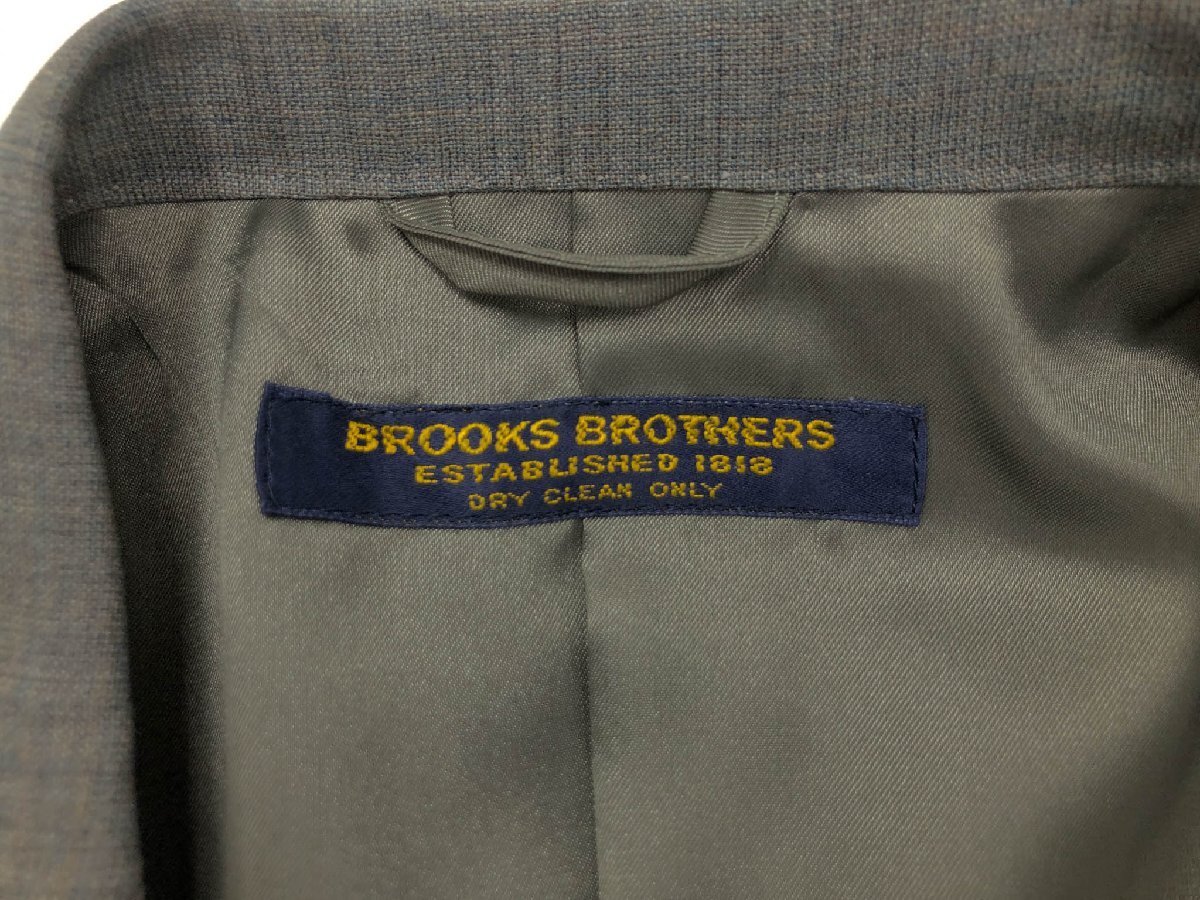 BROOKS BROTHERS
ESTABLISHED 1818
DRY CLEAN ONLY